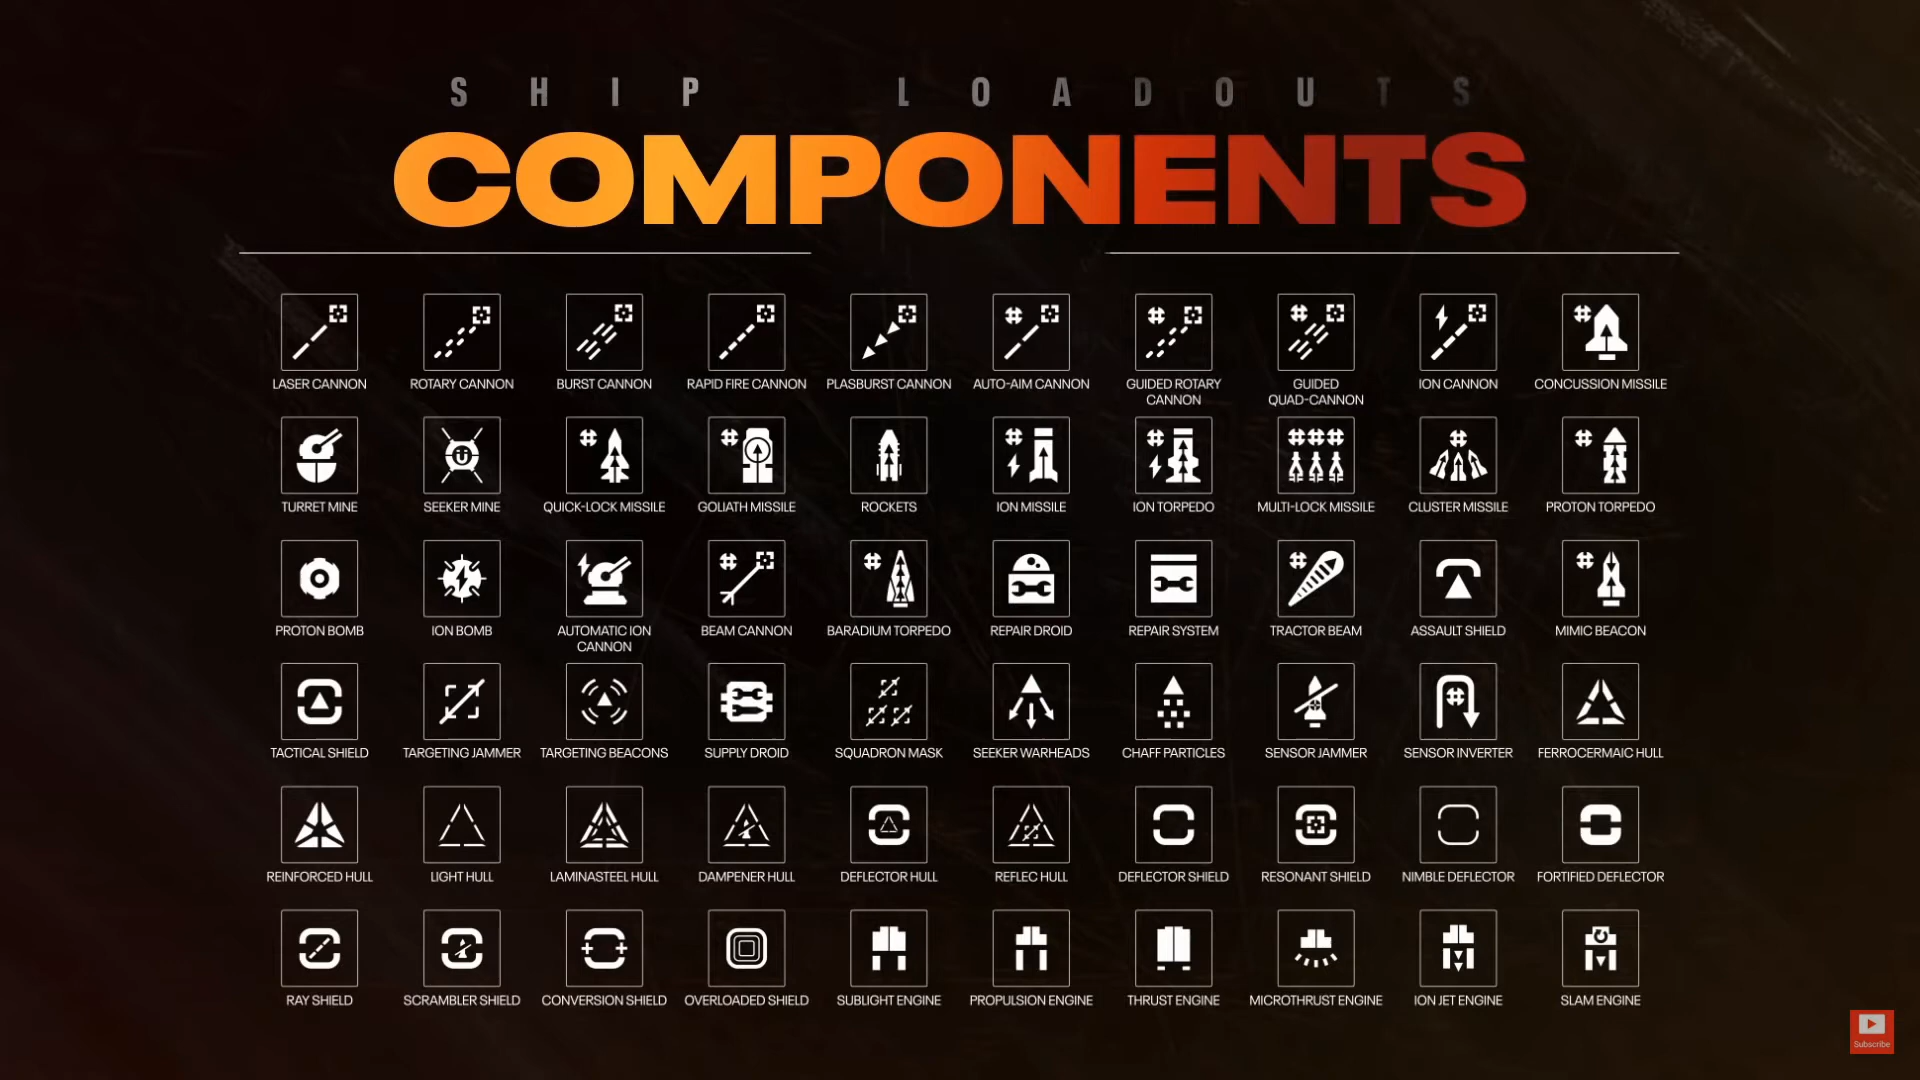 SHIP LOADOUTS
COMPONENTS
LASER CANNON
ROTARY CANNON
BURST CANNON
RAPID FIRE CANNON
PLASBURST CANNON
AUTO-AIM CANNON
GUIDED ROTARY
CANNON
GUIDED
QUAD-CANNON
ION CANNON
CONCUSSION MISSILE
TURRET MINE
SEEKER MINE
QUICK-LOCK MISSILE
GOLIATH MISSILE
ROCKETS
ION MISSILE
ION TORPEDO
MULTI-LOCK MISSILE
CLUSTER MISSILE
PROTON TORPEDO
PROTON BOMB
ION BOMB
AUTOMATIC ION
CANNON
BEAM CANNON
BARADIUM TORPEDO
REPAIR DROID
REPAIR SYSTEM
TRACTOR BEAM
ASSAULT SHIELD
MIMIC BEACON
TACTICAL SHIELD
TARGETING JAMMER
TARGETING BEACONS
SUPPLY DROID
SQUADRON MASK
SEEKER WARHEADS
CHAFF PARTICLES
SENSOR JAMMER
SENSOR INVERTER
FERROCERMAIC HULL
REINFORCED HULL
LIGHT HULL
LAMINASTEEL HULL
DAMPENER HULL
DEFLECTOR HULL
REFLEC HULL
DEFLECTOR SHIELD
RESONANT SHIELD
NIMBLE DEFLECTOR
FORTIFIED DEFLECTOR
RAY SHIELD
SCRAMBLER SHIELD
CONVERSION SHIELD
OVERLOADED SHIELD
SUBLIGHT ENGINE
PROPULSION ENGINE
THRUST ENGINE
MICROTHRUST ENGINE
ION JET ENGINE
SLAM ENGINE
Subscribe